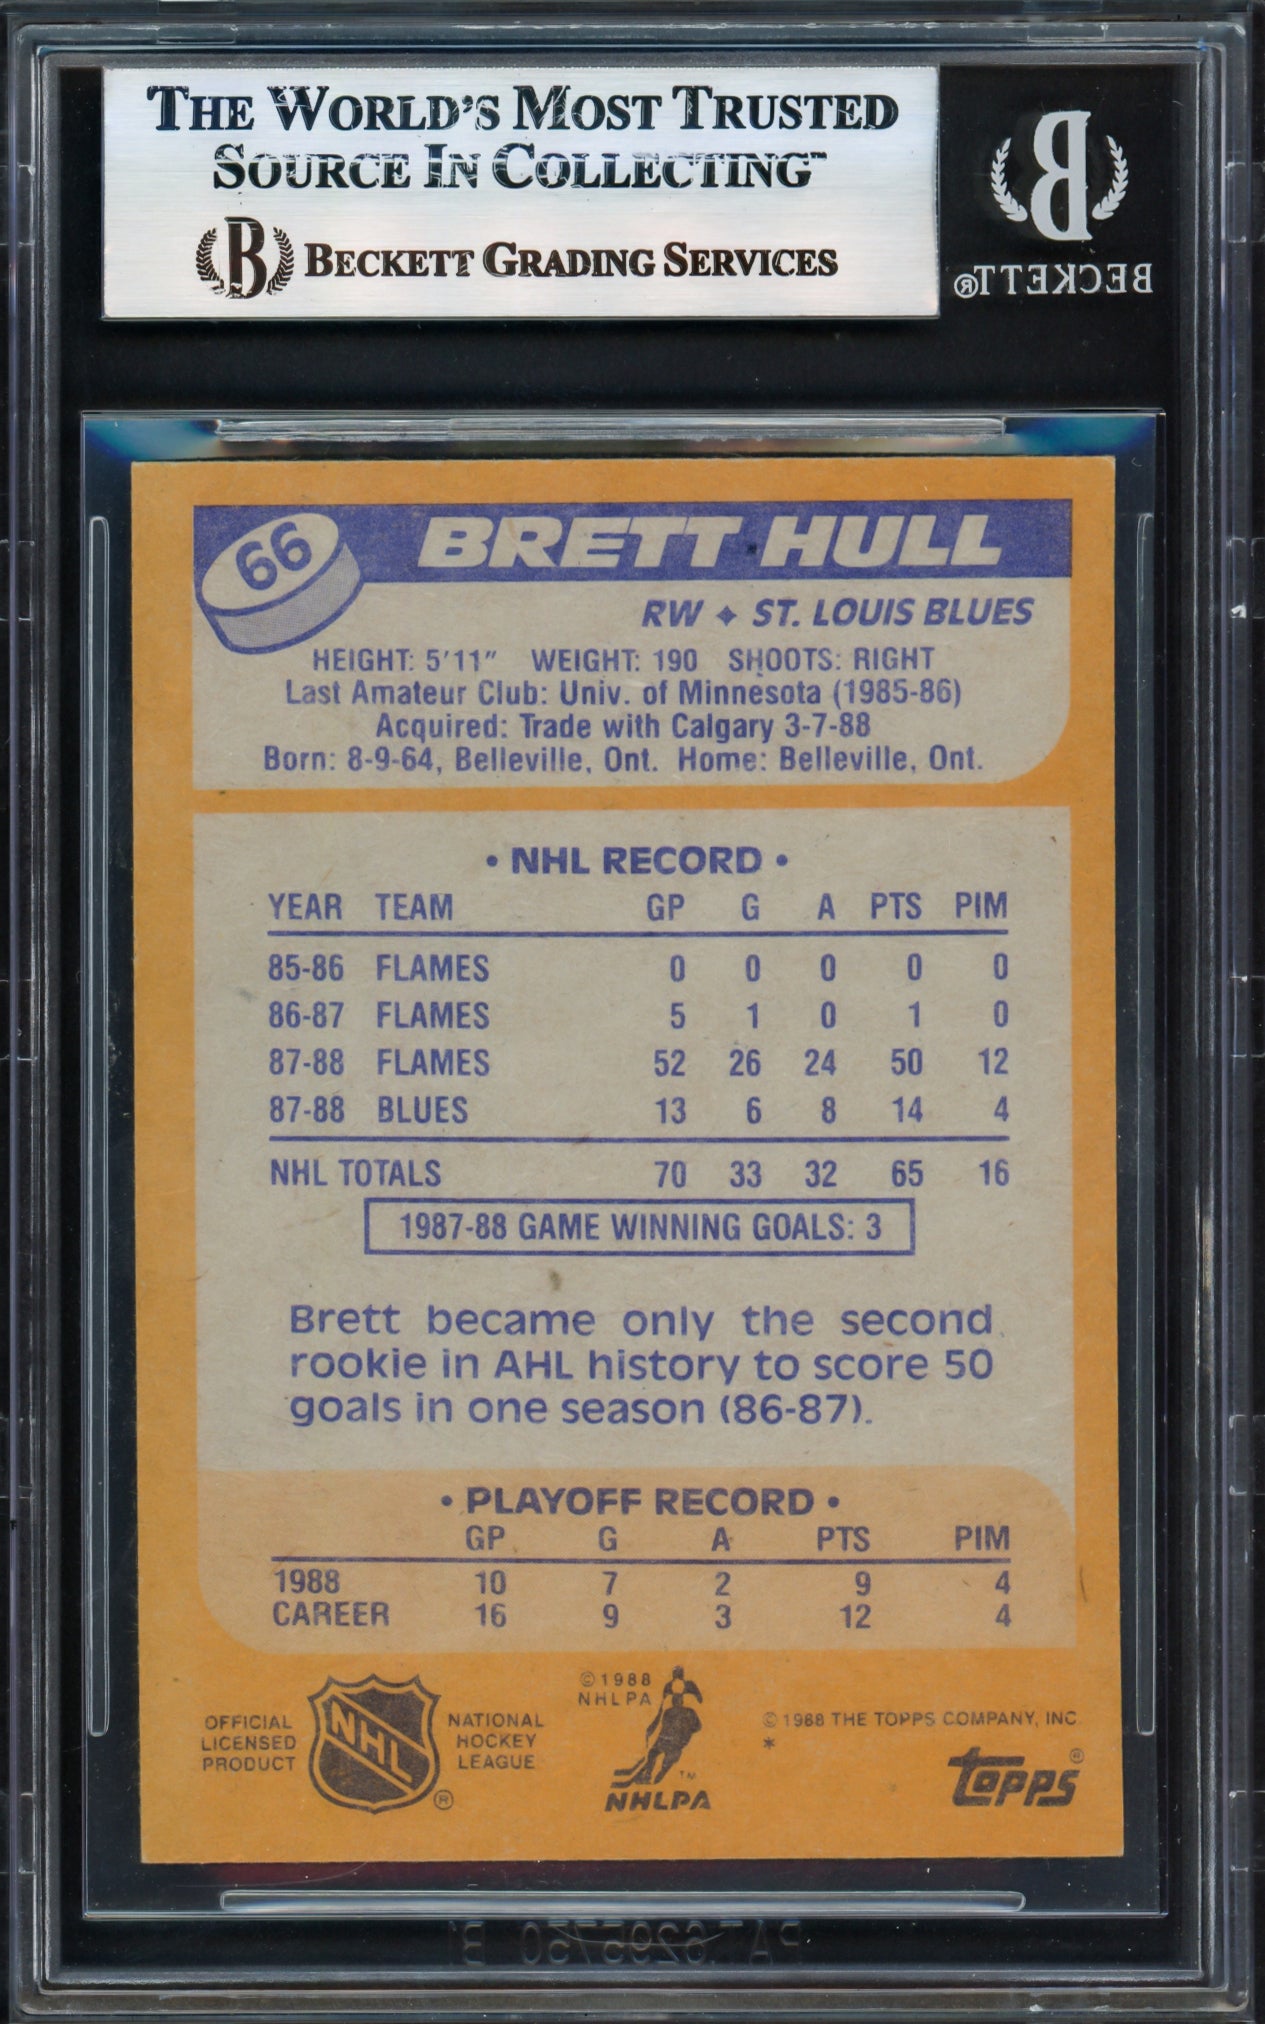 THE WORLD'S MOST TRUSTED
SOURCE IN COLLECTING™
B BECKETT GRADING SERVICES
B
BECKETT®
66 BRETT HULL
RW ✦ ST. LOUIS BLUES
HEIGHT: 5'11" WEIGHT: 190 SHOOTS: RIGHT
Last Amateur Club: Univ. of Minnesota (1985-86)
Acquired: Trade with Calgary 3-7-88
Born: 8-9-64, Belleville, Ont. Home: Belleville, Ont.
• NHL RECORD •
YEAR TEAM GP G A PTS PIM
85-86 FLAMES 0 0 0 0 0
86-87 FLAMES 5 1 0 1 0
87-88 FLAMES 52 26 24 50 12
87-88 BLUES 13 6 8 14 4
NHL TOTALS 70 33 32 65 16
1987-88 GAME WINNING GOALS: 3
Brett became only the second
rookie in AHL history to score 50
goals in one season (86-87).
• PLAYOFF RECORD •
GP G A PTS PIM
1988 10 7 2 9 4
CAREER 16 9 3 12 4
OFFICIAL
LICENSED
PRODUCT
NHL
®
NATIONAL
HOCKEY
LEAGUE
© 1988
NHLPA
™
NHLPA
© 1988 THE TOPPS COMPANY, INC.
*
topps®
PAT. 6295750 B1